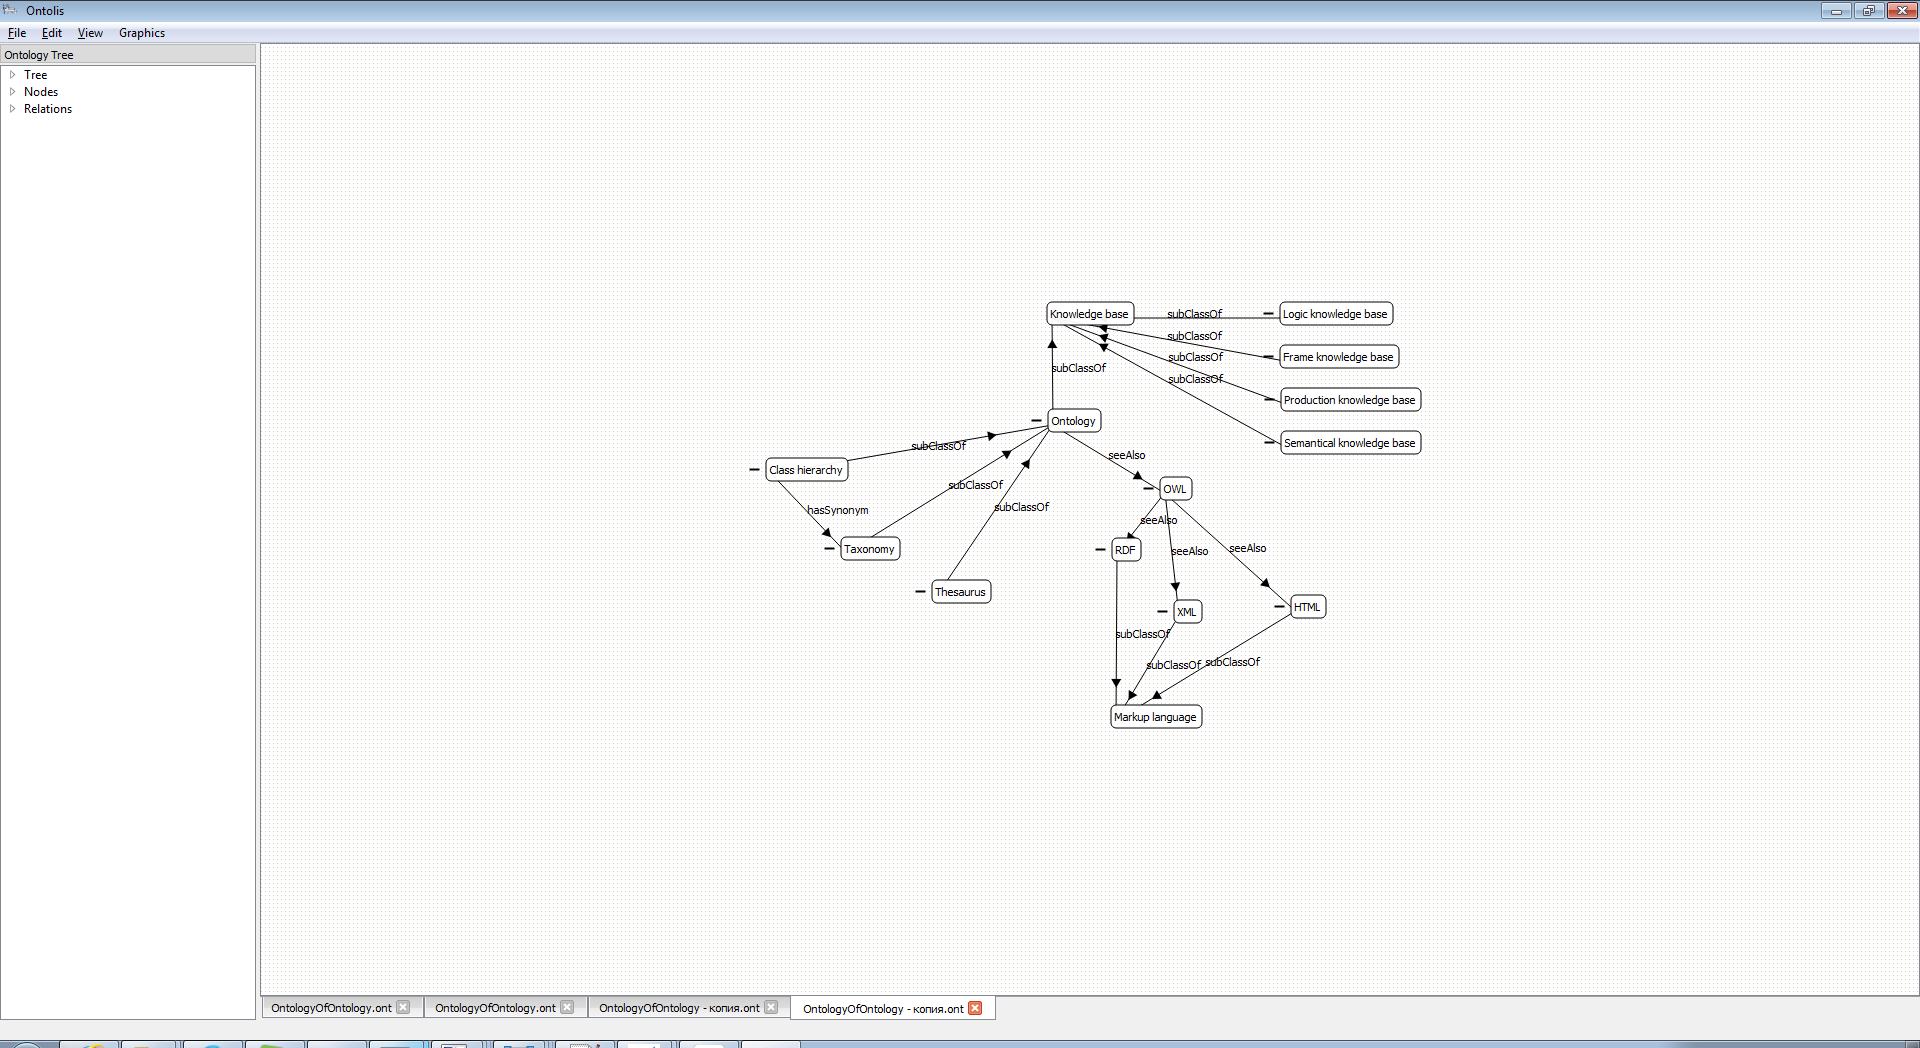 Ontolis
File Edit View Graphics
Ontology Tree
Tree
Nodes
Relations
Knowledge base
subClassOf
Logic knowledge base
subClassOf
Frame knowledge base
subClassOf
subClassOf
subClassOf
Production knowledge base
Ontology
Semantical knowledge base
subClassOf
seeAlso
Class hierarchy
subClassOf
OWL
hasSynonym
subClassOf
seeAlso
Taxonomy
RDF
seeAlso
seeAlso
Thesaurus
XML
HTML
subClassOf
subClassOf
subClassOf
Markup language
OntologyOfOntology.ont
OntologyOfOntology.ont
OntologyOfOntology - копия.ont
OntologyOfOntology - копия.ont